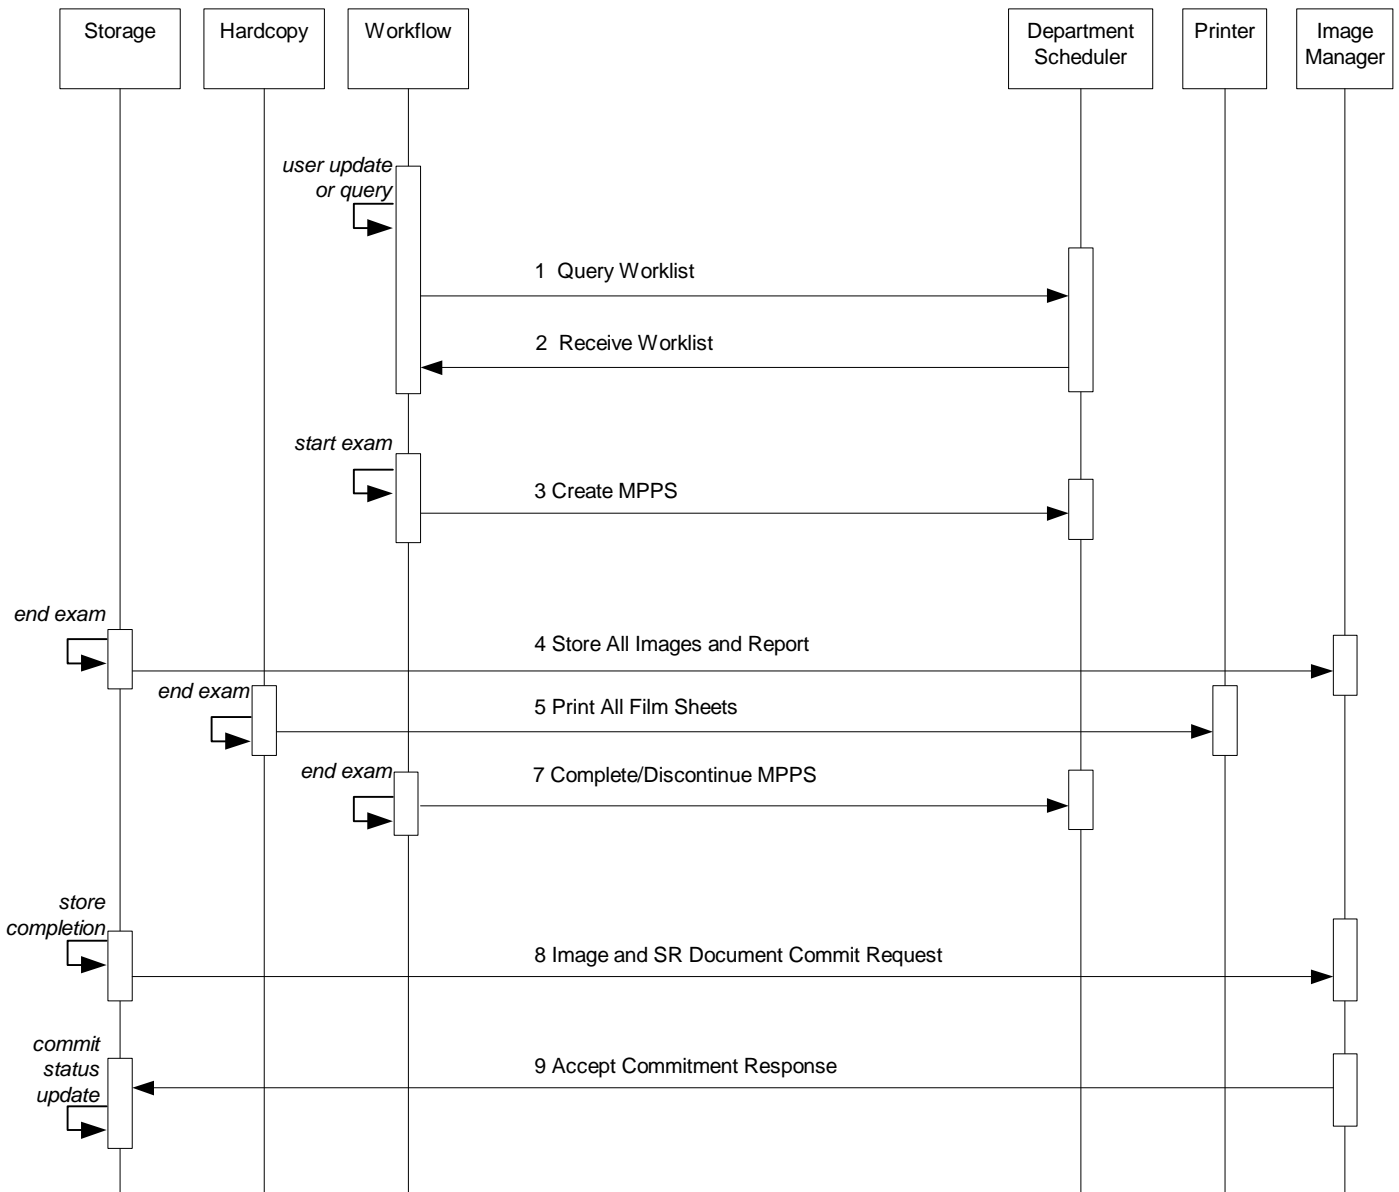 Storage
Hardcopy
Workflow
Department
Scheduler
Printer
Image
Manager
user update
or query
1  Query Worklist
2  Receive Worklist
start exam
3 Create MPPS
end exam
4 Store All Images and Report
end exam
5 Print All Film Sheets
end exam
7 Complete/Discontinue MPPS
store
completion
8 Image and SR Document Commit Request
commit
status
update
9 Accept Commitment Response